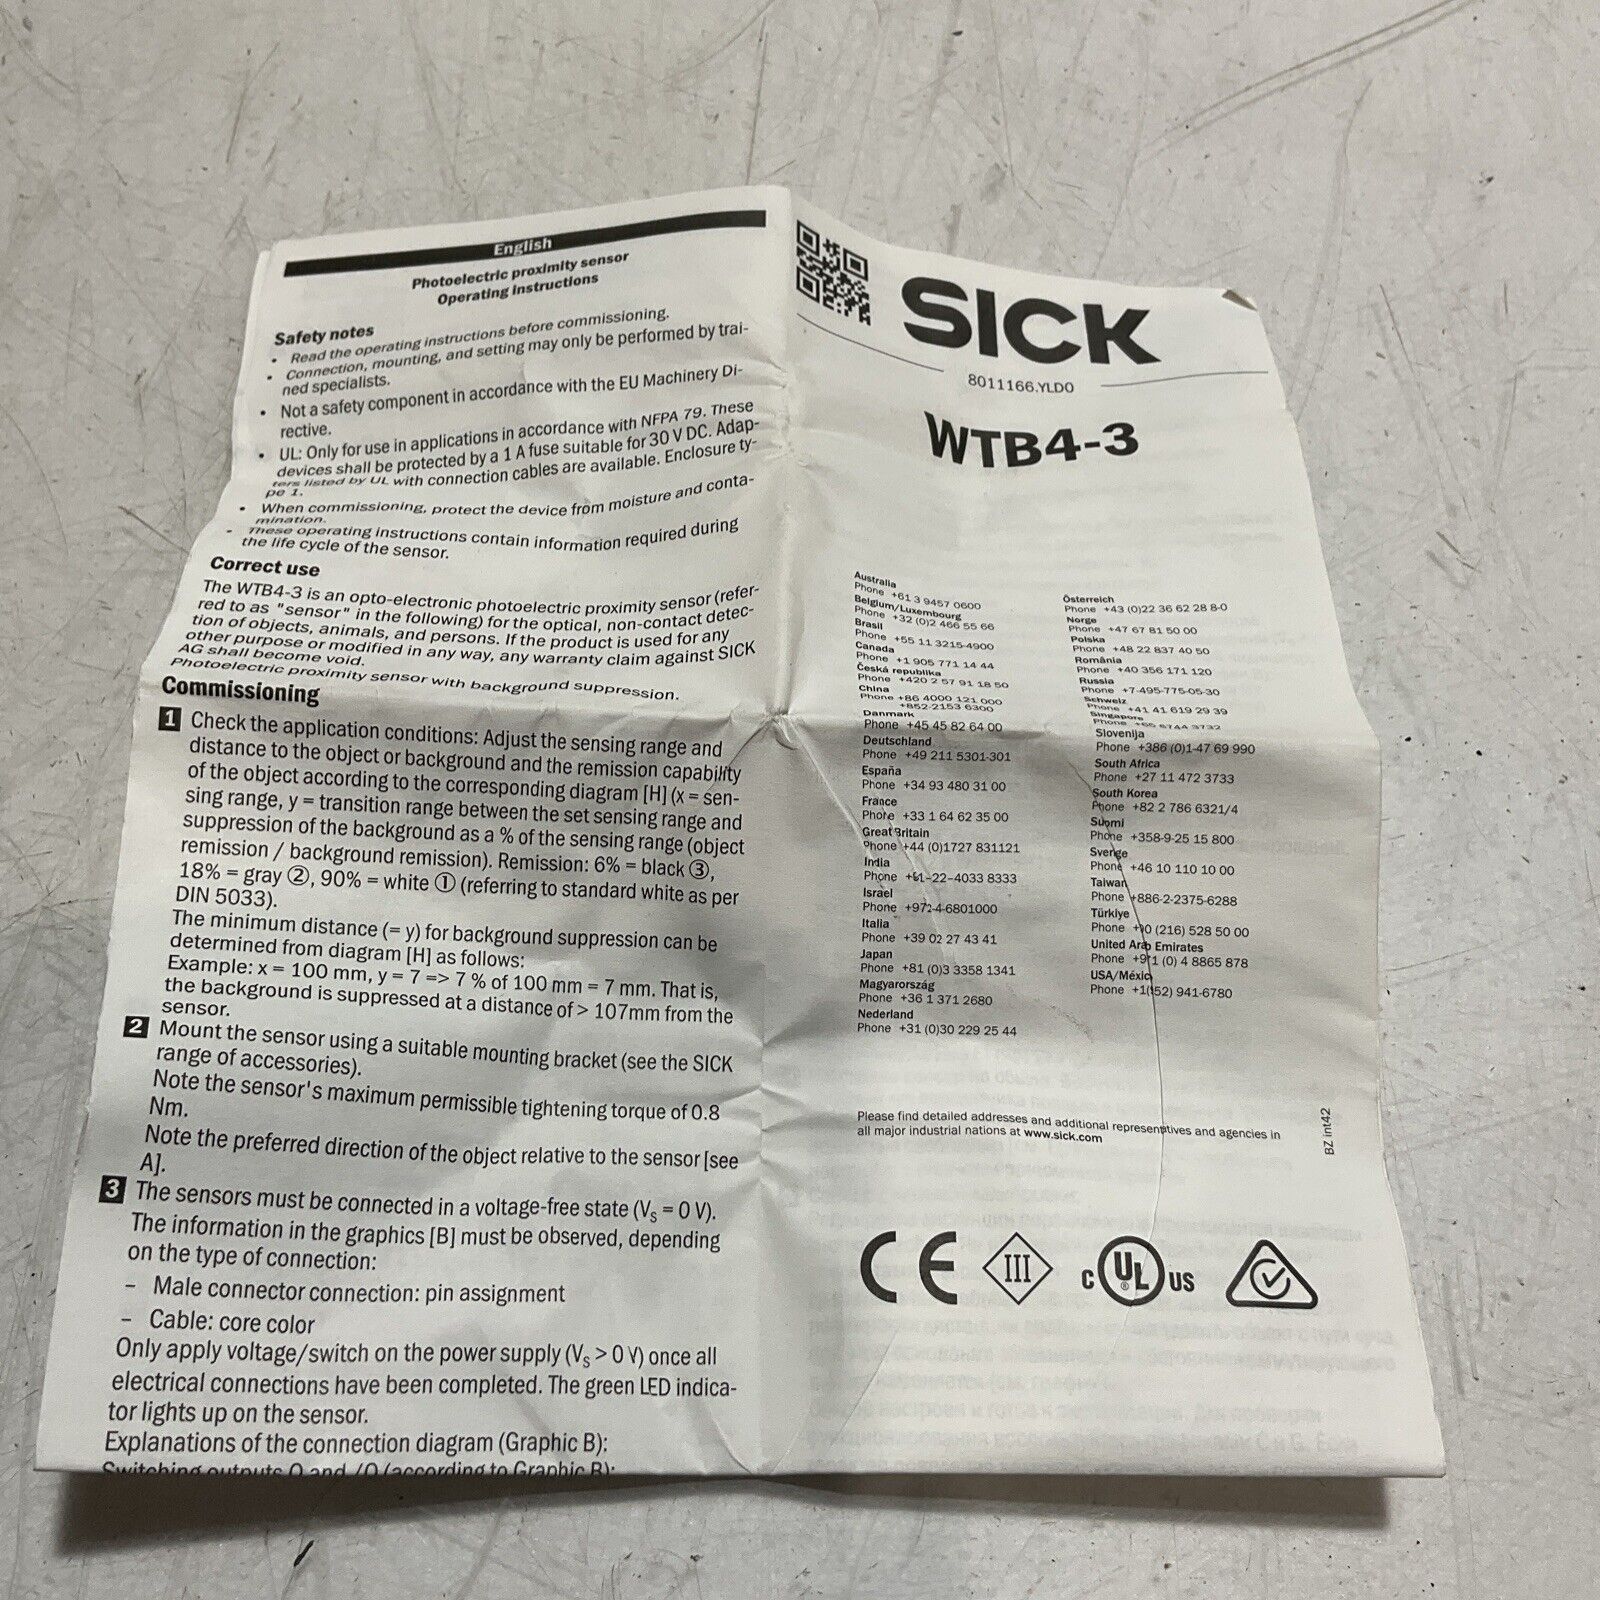 English
Photoelectric proximity sensor
Operating instructions
Safety notes
• Read the operating instructions before commissioning.
• Connection, mounting, and setting may only be performed by trai-
ned specialists.
• Not a safety component in accordance with the EU Machinery Di-
rective.
• UL: Only for use in applications in accordance with NFPA 79. These
devices shall be protected by a 1 A fuse suitable for 30 V DC. Adap-
ters listed by UL with connection cables are available. Enclosure ty-
pe 1.
• When commissioning, protect the device from moisture and conta-
mination.
- These operating instructions contain information required during
the life cycle of the sensor.
Correct use
The WTB4-3 is an opto-electronic photoelectric proximity sensor (refer-
red to as "sensor" in the following) for the optical, non-contact detec-
tion of objects, animals, and persons. If the product is used for any
other purpose or modified in any way, any warranty claim against SICK
AG shall become void.
Photoelectric proximity sensor with background suppression.
Commissioning
1 Check the application conditions: Adjust the sensing range and
distance to the object or background and the remission capability
of the object according to the corresponding diagram [H] (x = sen-
sing range, y = transition range between the set sensing range and
suppression of the background as a % of the sensing range (object
remission / background remission). Remission: 6% = black ③,
18% = gray ②, 90% = white ① (referring to standard white as per
DIN 5033).
The minimum distance (= y) for background suppression can be
determined from diagram [H] as follows:
Example: x = 100 mm, y = 7 => 7 % of 100 mm = 7 mm. That is,
the background is suppressed at a distance of > 107mm from the
sensor.
2 Mount the sensor using a suitable mounting bracket (see the SICK
range of accessories).
Note the sensor's maximum permissible tightening torque of 0.8
Nm.
Note the preferred direction of the object relative to the sensor [see
A].
3 The sensors must be connected in a voltage-free state (Vs = 0 V).
The information in the graphics [B] must be observed, depending
on the type of connection:
– Male connector connection: pin assignment
– Cable: core color
Only apply voltage/switch on the power supply (Vs > 0 V) once all
electrical connections have been completed. The green LED indica-
tor lights up on the sensor.
Explanations of the connection diagram (Graphic B):
Switching outputs Q and /Q (according to Graphic B):
SICK
8011166.YLD0
WTB4-3
Australia
Phone +61 3 9457 0600
Belgium/Luxembourg
Phone +32 (0)2 466 55 66
Brasil
Phone +55 11 3215-4900
Canada
Phone +1 905 771 14 44
Česká republika
Phone +420 2 57 91 18 50
China
Phone +86 4000 121 000
+852-2153 6300
Danmark
Phone +45 45 82 64 00
Deutschland
Phone +49 211 5301-301
España
Phone +34 93 480 31 00
France
Phone +33 1 64 62 35 00
Great Britain
Phone +44 (0)1727 831121
India
Phone –22–4033 8333
Israel
Phone +972-4-6801000
Italia
Phone +39 02 27 43 41
Japan
Phone +81 (0)3 3358 1341
Magyarország
Phone +36 1 371 2680
Nederland
Phone +31 (0)30 229 25 44
Österreich
Phone +43 (0)22 36 62 28 8-0
Norge
Phone +47 67 81 50 00
Polska
Phone +48 22 837 40 50
România
Phone +40 356 171 120
Russia
Phone +7-495-775-05-30
Schweiz
Phone +41 41 619 29 39
Singapore
Phone +65 6744 3732
Slovenija
Phone +386 (0)1-47 69 990
South Africa
Phone +27 11 472 3733
South Korea
Phone +82 2 786 6321/4
Suomi
Phone +358-9-25 15 800
Sverige
Phone +46 10 110 10 00
Taiwan
Phone +886-2-2375-6288
Türkiye
Phone (216) 528 50 00
United Arab Emirates
Phone (0) 4 8865 878
USA/México
Phone +1(952) 941-6780
Please find detailed addresses and additional representatives and agencies in
all major industrial nations at www.sick.com
BZ int42
CE III c UL ® US